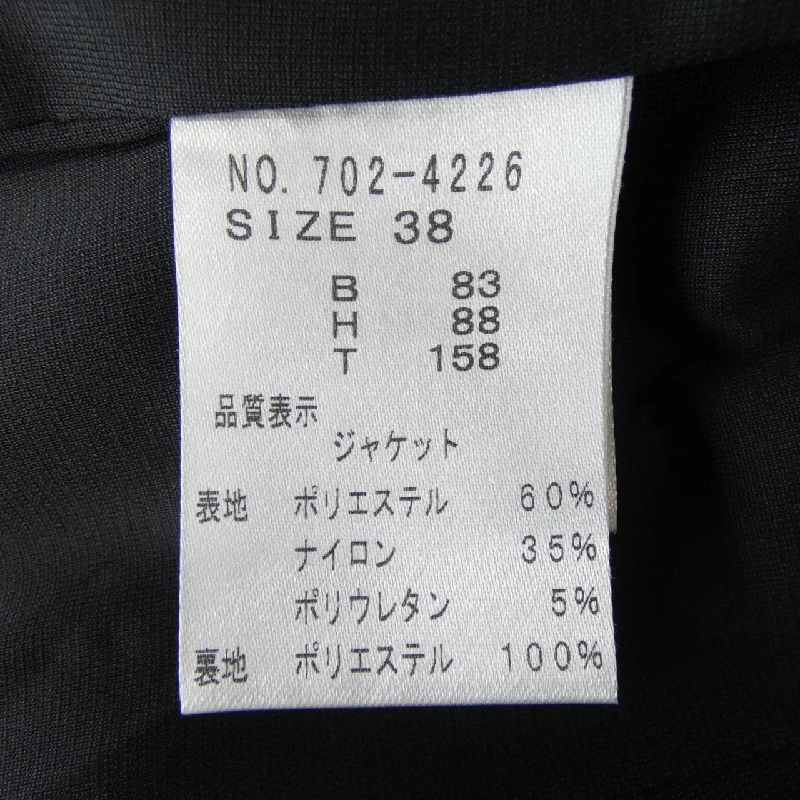 NO. 702-4226
SIZE 38
B 83
H 88
T 158
品質表示
ジャケット
表地 ポリエステル 60%
ナイロン 35%
ポリウレタン 5%
裏地 ポリエステル 100%